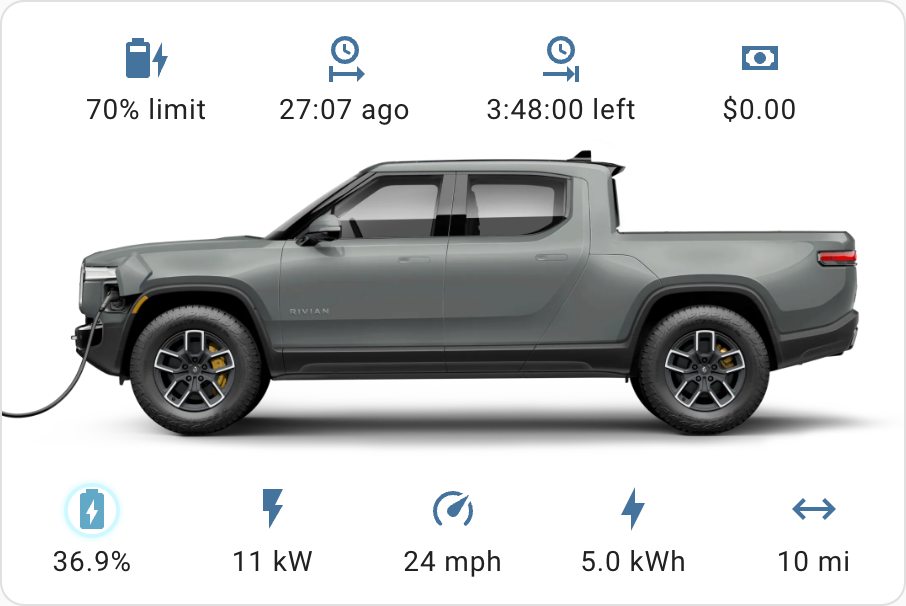 70% limit
27:07 ago
3:48:00 left
$0.00
RIVIAN
36.9%
11 kW
24 mph
5.0 kWh
10 mi